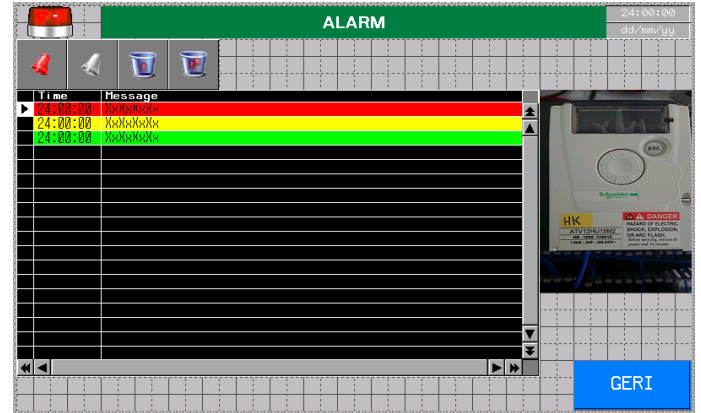 ALARM
24:00:00
dd/mm/yy
Time Message
24:00:00 XxXxXxXx
24:00:00 XxXxXxXx
24:00:00 XxXxXxXx
ESC
Schneider
HK
DANGER
ATV12HU15M2
HAZARD OF ELECTRIC
SHOCK, EXPLOSION,
OR ARC FLASH.
GERI